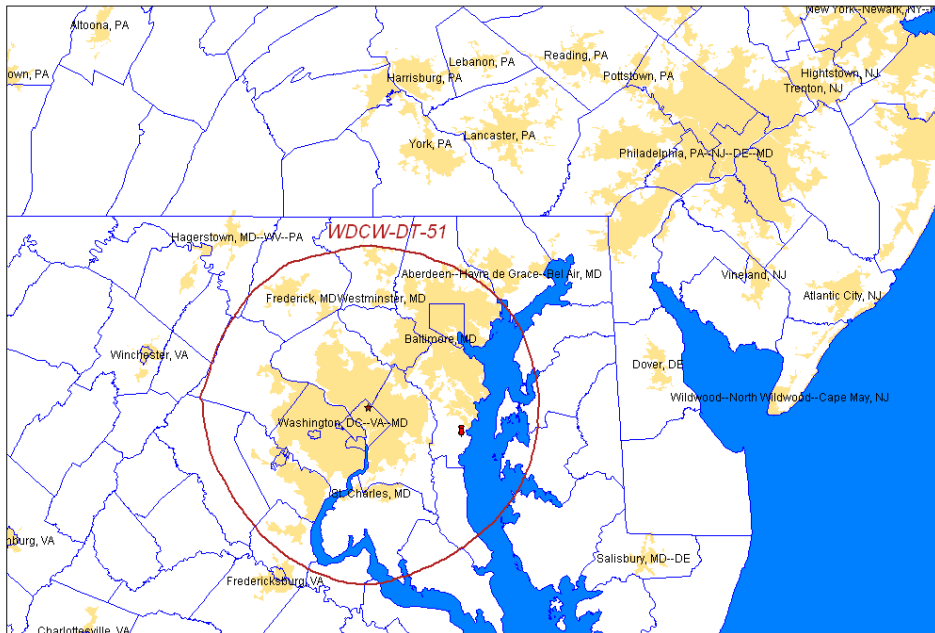 New York--Newark, NY--
Altoona, PA
Lebanon, PA
Reading, PA
own, PA
Harrisburg, PA
Pottstown, PA
Hightstown, NJ
Trenton, NJ
Lancaster, PA
York, PA
Philadelphia, PA--NJ--DE--MD
WDCW-DT-51
Hagerstown, MD--WV--PA
Aberdeen--Havre de Grace--Bel Air, MD
Vineland, NJ
Frederick, MD
Westminster, MD
Atlantic City, NJ
Baltimore, MD
Winchester, VA
Dover, DE
Wildwood--North Wildwood--Cape May, NJ
Washington, DC--VA--MD
St. Charles, MD
nburg, VA
Salisbury, MD--DE
Fredericksburg, VA
Charlottesville, VA